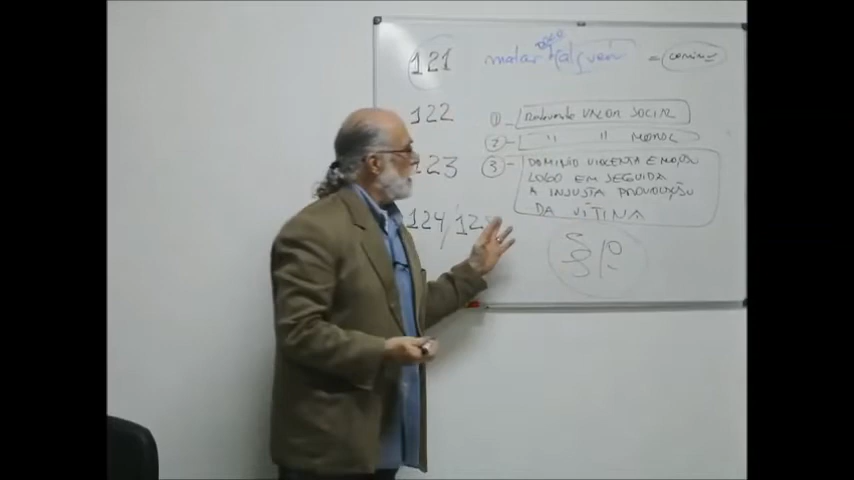 121 matar alguém =
122 ① Relevante VALOR SOCIAL
② " " MORAL
123 ③ DOMÍNIO VIOLENTA EMOÇÃO
LOGO EM SEGUIDA
A INJUSTA PROVOCAÇÃO
124, 12 DA VÍTIMA